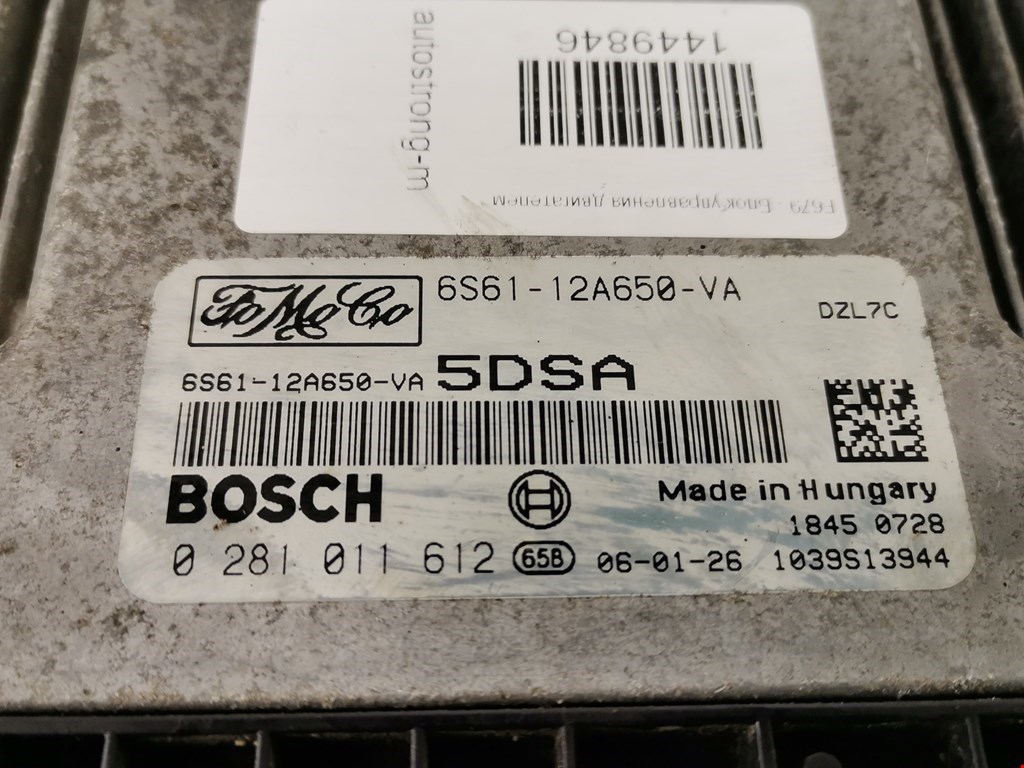 1449846
autostrong-m
F679 - Блок управления двигателем
FoMoCo
6S61-12A650-VA
DZL7C
6S61-12A650-VA 5DSA
BOSCH
Made in Hungary
1845 0728
0 281 011 612 65B 06-01-26 1039S13944